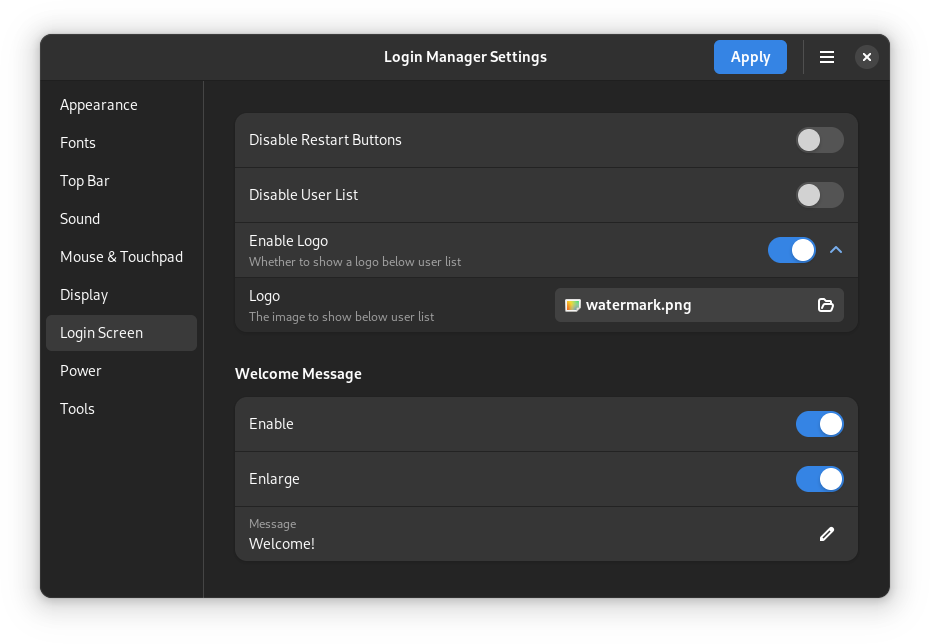 Login Manager Settings
Apply
Appearance
Fonts
Top Bar
Sound
Mouse & Touchpad
Display
Login Screen
Power
Tools
Disable Restart Buttons
Disable User List
Enable Logo
Whether to show a logo below user list
Logo
The image to show below user list
watermark.png
Welcome Message
Enable
Enlarge
Message
Welcome!